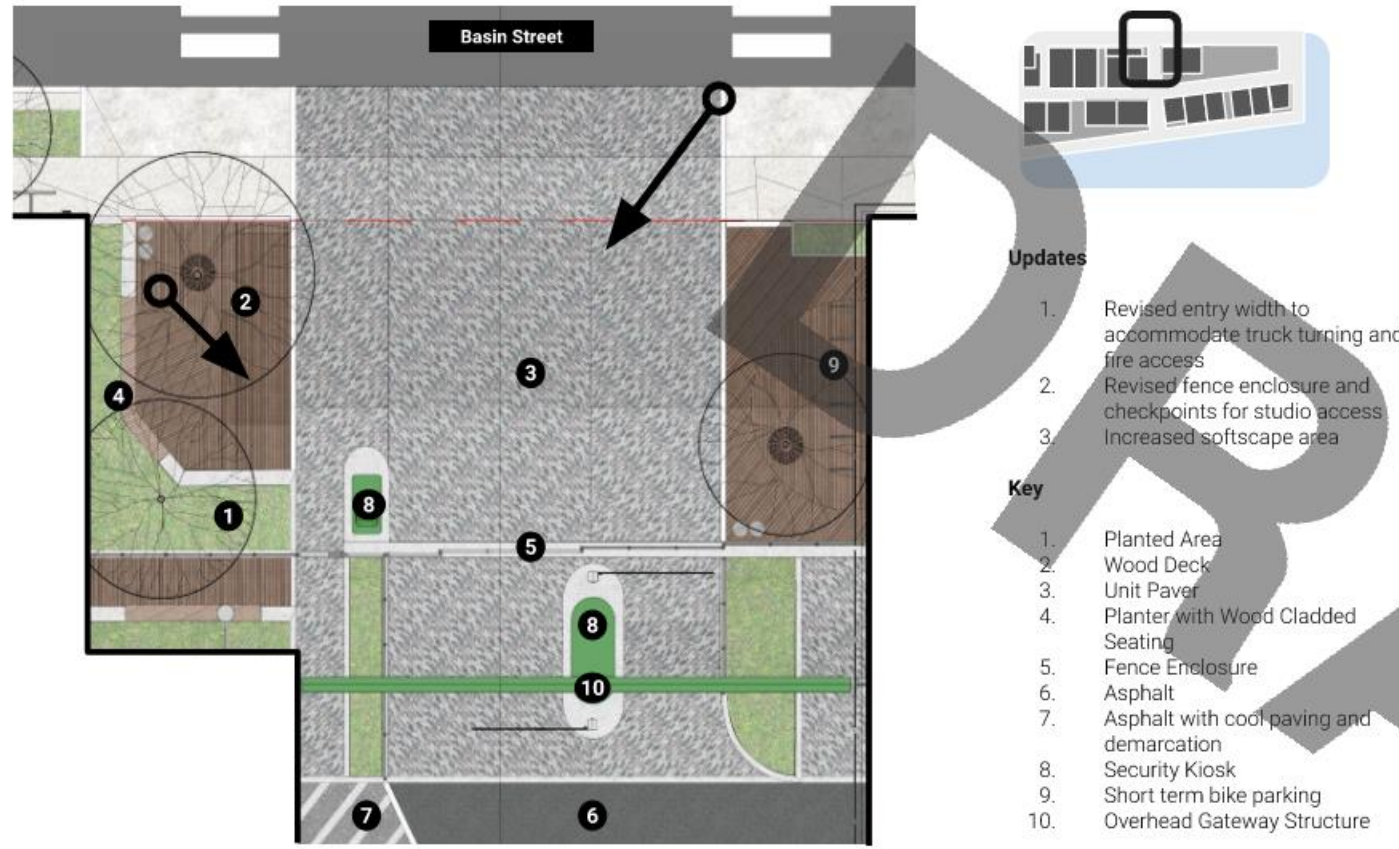 Basin Street
2
3
9
4
8
1
5
8
10
7
6
Updates
1. Revised entry width to
accommodate truck turning and
fire access
2. Revised fence enclosure and
checkpoints for studio access
3. Increased softscape area
Key
1. Planted Area
2. Wood Deck
3. Unit Paver
4. Planter with Wood Cladded
Seating
5. Fence Enclosure
6. Asphalt
7. Asphalt with cool paving and
demarcation
8. Security Kiosk
9. Short term bike parking
10. Overhead Gateway Structure